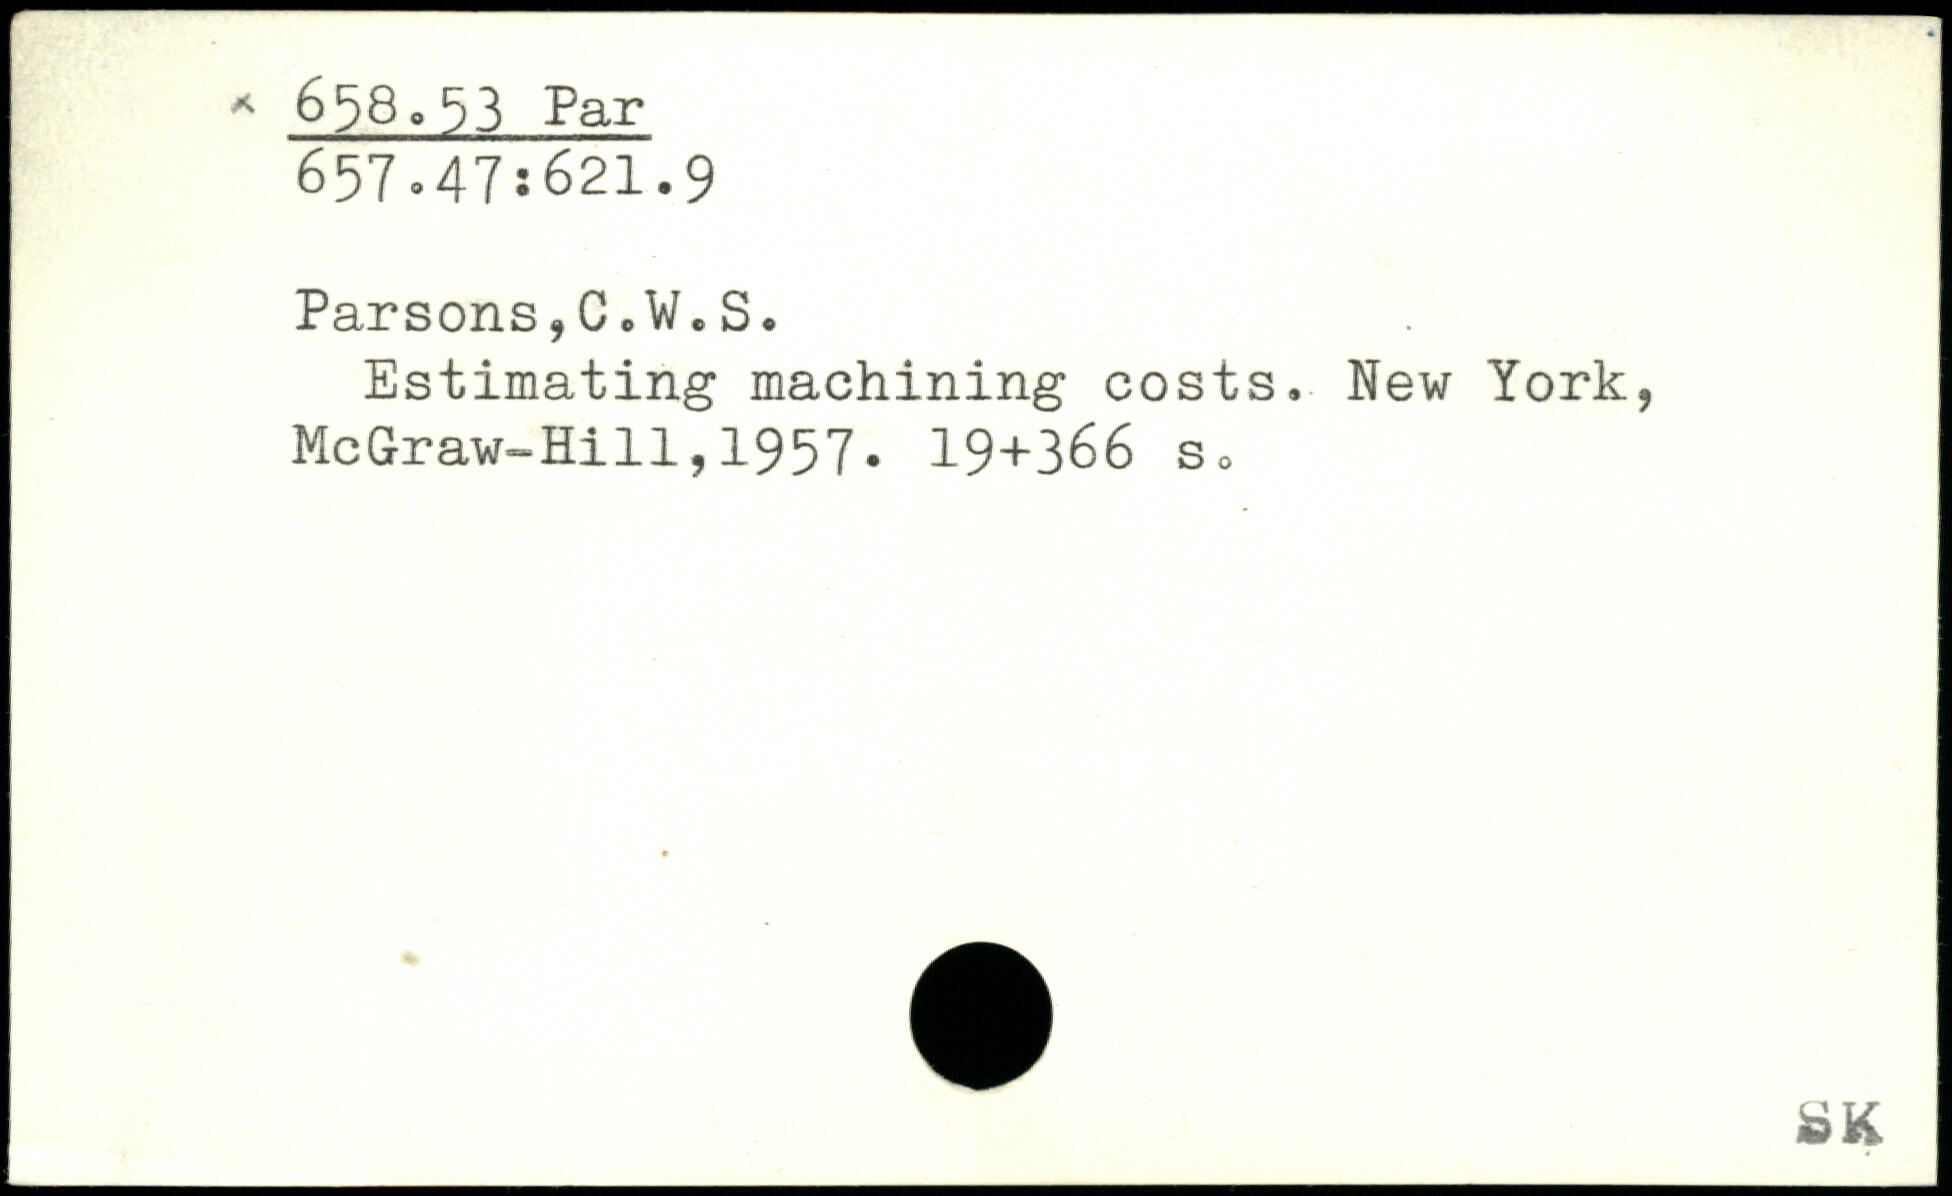 x 658.53 Par
657.47:621.9
Parsons,C.W.S.
Estimating machining costs. New York,
McGraw-Hill,1957. 19+366 s.
SK